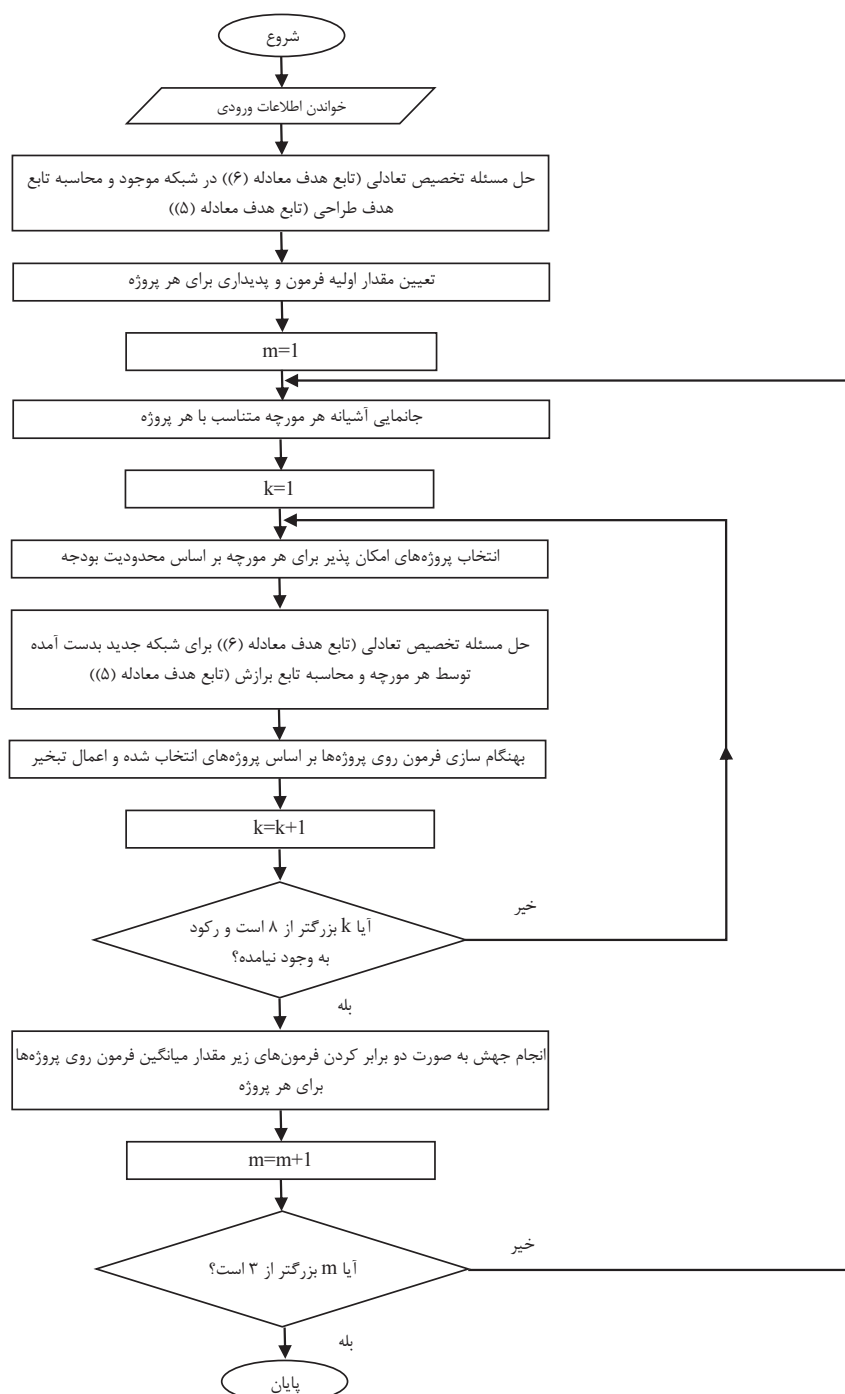 شروع
خواندن اطلاعات ورودی
حل مسئله تخصیص تعادلی (تابع هدف معادله (۶)) در شبکه موجود و محاسبه تابع
هدف طراحی (تابع هدف معادله (۵))
تعیین مقدار اولیه فرمون و پدیداری برای هر پروژه
m=1
جانمایی آشیانه هر مورچه متناسب با هر پروژه
k=1
انتخاب پروژه‌های امکان پذیر برای هر مورچه بر اساس محدودیت بودجه
حل مسئله تخصیص تعادلی (تابع هدف معادله (۶)) برای شبکه جدید بدست آمده
توسط هر مورچه و محاسبه تابع برازش (تابع هدف معادله (۵))
بهنگام سازی فرمون روی پروژه‌ها بر اساس پروژه‌های انتخاب شده و اعمال تبخیر
k=k+1
خیر
آیا k بزرگتر از ۸ است و رکود
به وجود نیامده؟
بله
انجام جهش به صورت دو برابر کردن فرمون‌های زیر مقدار میانگین فرمون روی پروژه‌ها
برای هر پروژه
m=m+1
خیر
آیا m بزرگتر از ۳ است؟
بله
پایان